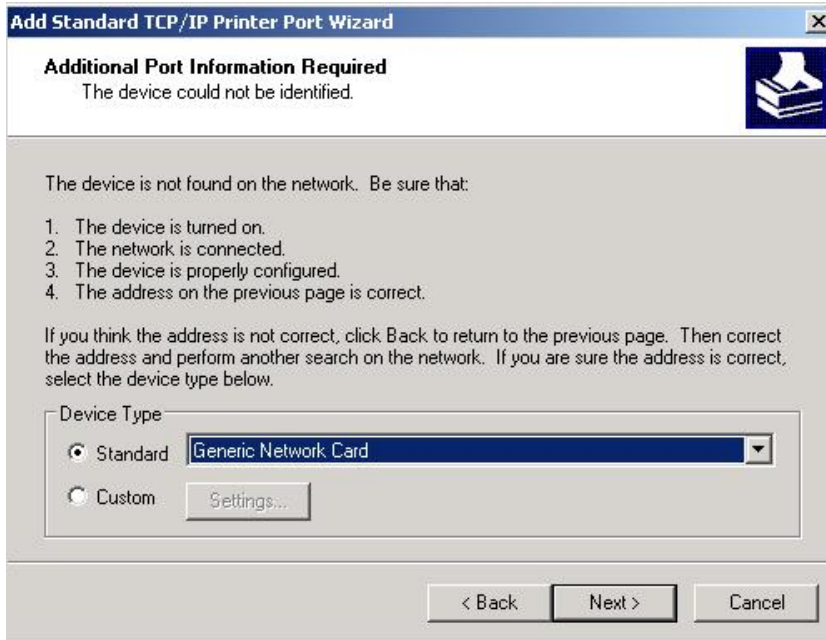 Add Standard TCP/IP Printer Port Wizard
Additional Port Information Required
The device could not be identified.
The device is not found on the network.  Be sure that:
1.  The device is turned on.
2.  The network is connected.
3.  The device is properly configured.
4.  The address on the previous page is correct.
If you think the address is not correct, click Back to return to the previous page.  Then correct
the address and perform another search on the network.  If you are sure the address is correct,
select the device type below.
Device Type
Standard Generic Network Card
Custom Settings...
< Back Next > Cancel